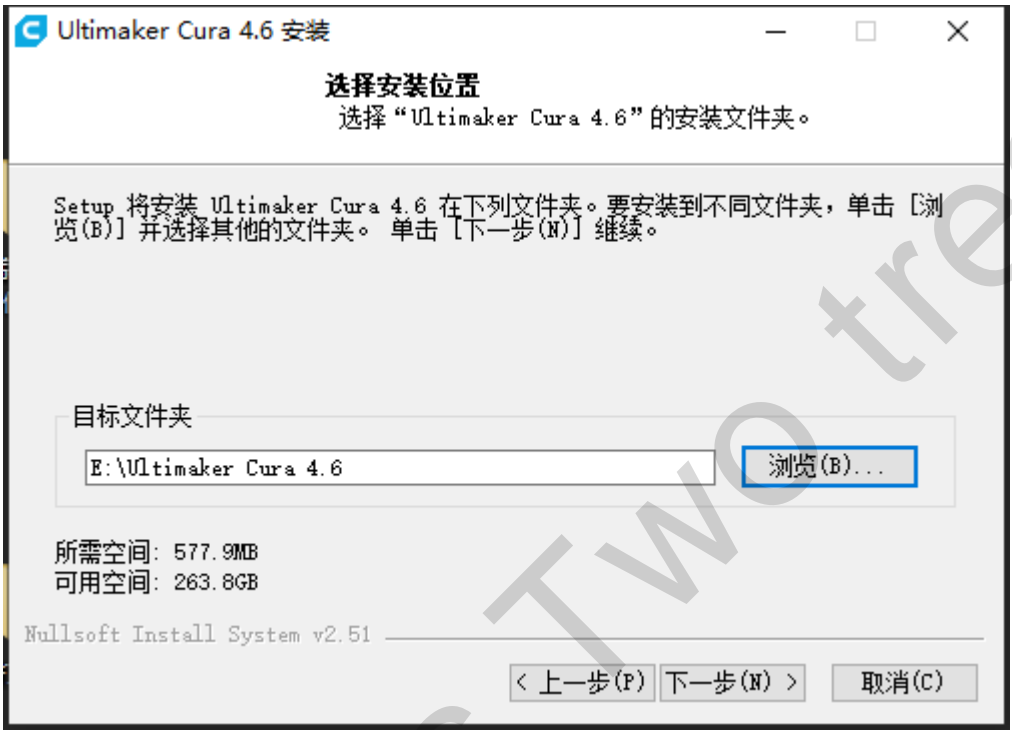 Ultimaker Cura 4.6 安装
选择安装位置
选择“Ultimaker Cura 4.6”的安装文件夹。
Setup 将安装 Ultimaker Cura 4.6 在下列文件夹。要安装到不同文件夹，单击 [浏
览(B)] 并选择其他的文件夹。 单击 [下一步(N)] 继续。
目标文件夹
E:\Ultimaker Cura 4.6
浏览(B)...
所需空间: 577.9MB
可用空间: 263.8GB
Nullsoft Install System v2.51
< 上一步(P) 下一步(N) > 取消(C)
Two tre